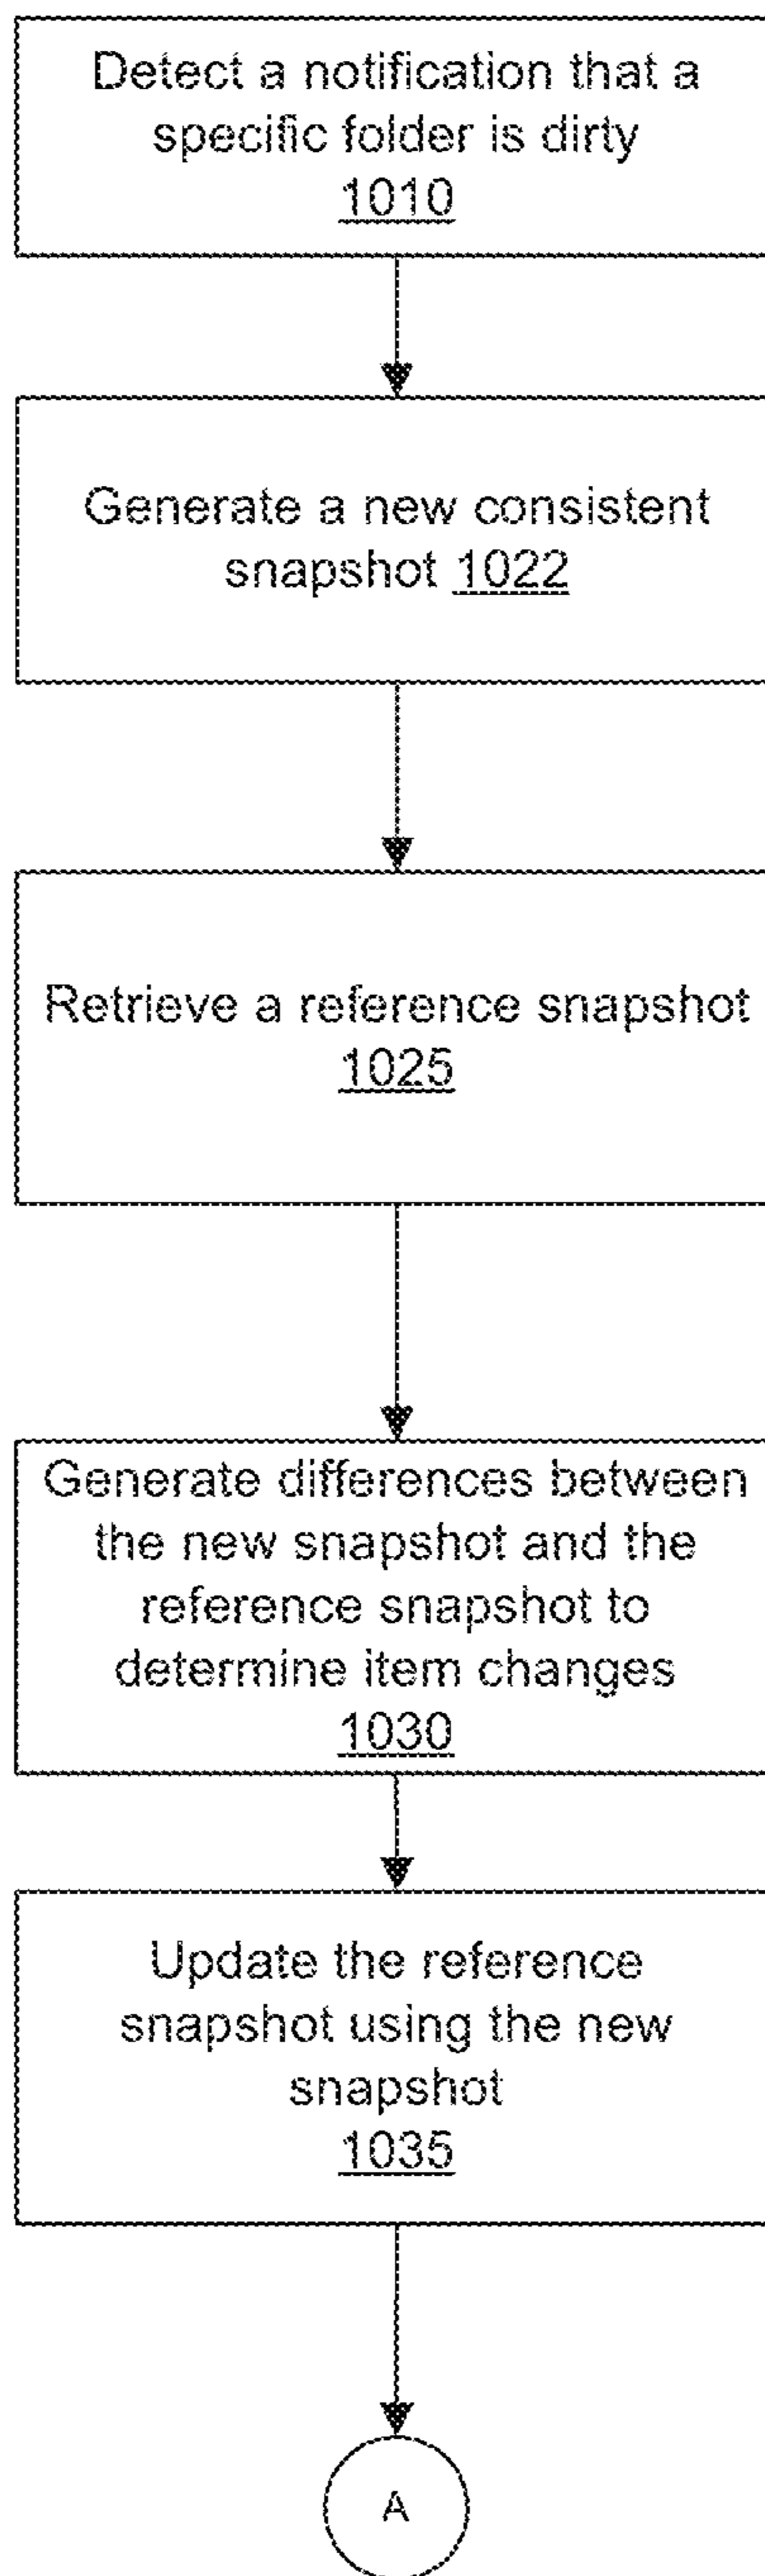 Detect a notification that a
specific folder is dirty
1010
Generate a new consistent
snapshot 1022
Retrieve a reference snapshot
1025
Generate differences between
the new snapshot and the
reference snapshot to
determine item changes
1030
Update the reference
snapshot using the new
snapshot
1035
A